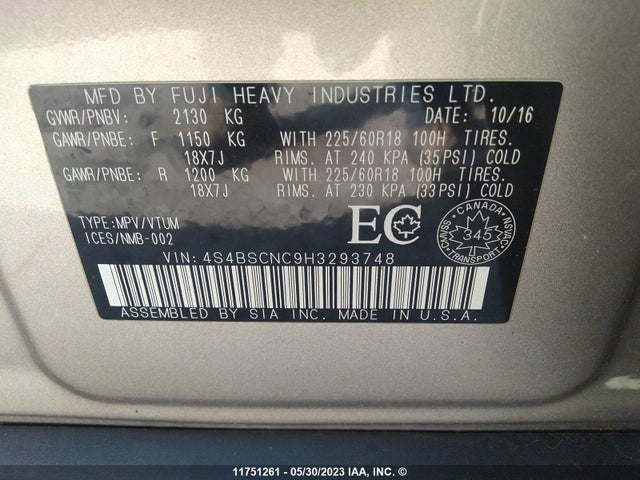 MFD BY FUJI HEAVY INDUSTRIES LTD.
GVWR/PNBV: 2130 KG DATE: 10/16
GAWR/PNBE: F 1150 KG WITH 225/60R18 100H TIRES.
18X7J RIMS. AT 240 KPA (35PSI) COLD
GAWR/PNBE: R 1200 KG WITH 225/60R18 100H TIRES.
18X7J RIMS. AT 230 KPA (33PSI) COLD
TYPE:MPV/VTUM
ICES/NMB-002
EC
CANADA
CMVSS
345
NSVAC
TRANSPORT
VIN: 4S4BSCNC9H3293748
ASSEMBLED BY SIA INC. MADE IN U.S.A.
11751261 - 05/30/2023 IAA, INC. ©